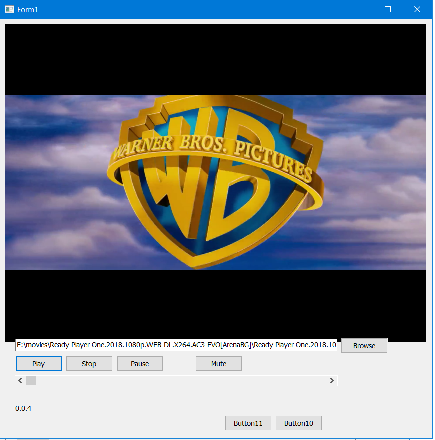 Form1
WARNER BROS. PICTURES
WB
E:\movies\Ready.Player.One.2018.1080p.WEB-DL.X264.AC3-EVO[ArenaBG]\Ready.Player.One.2018.10
Browse
Play Stop Pause Mute
0:0:4
Button11 Button10